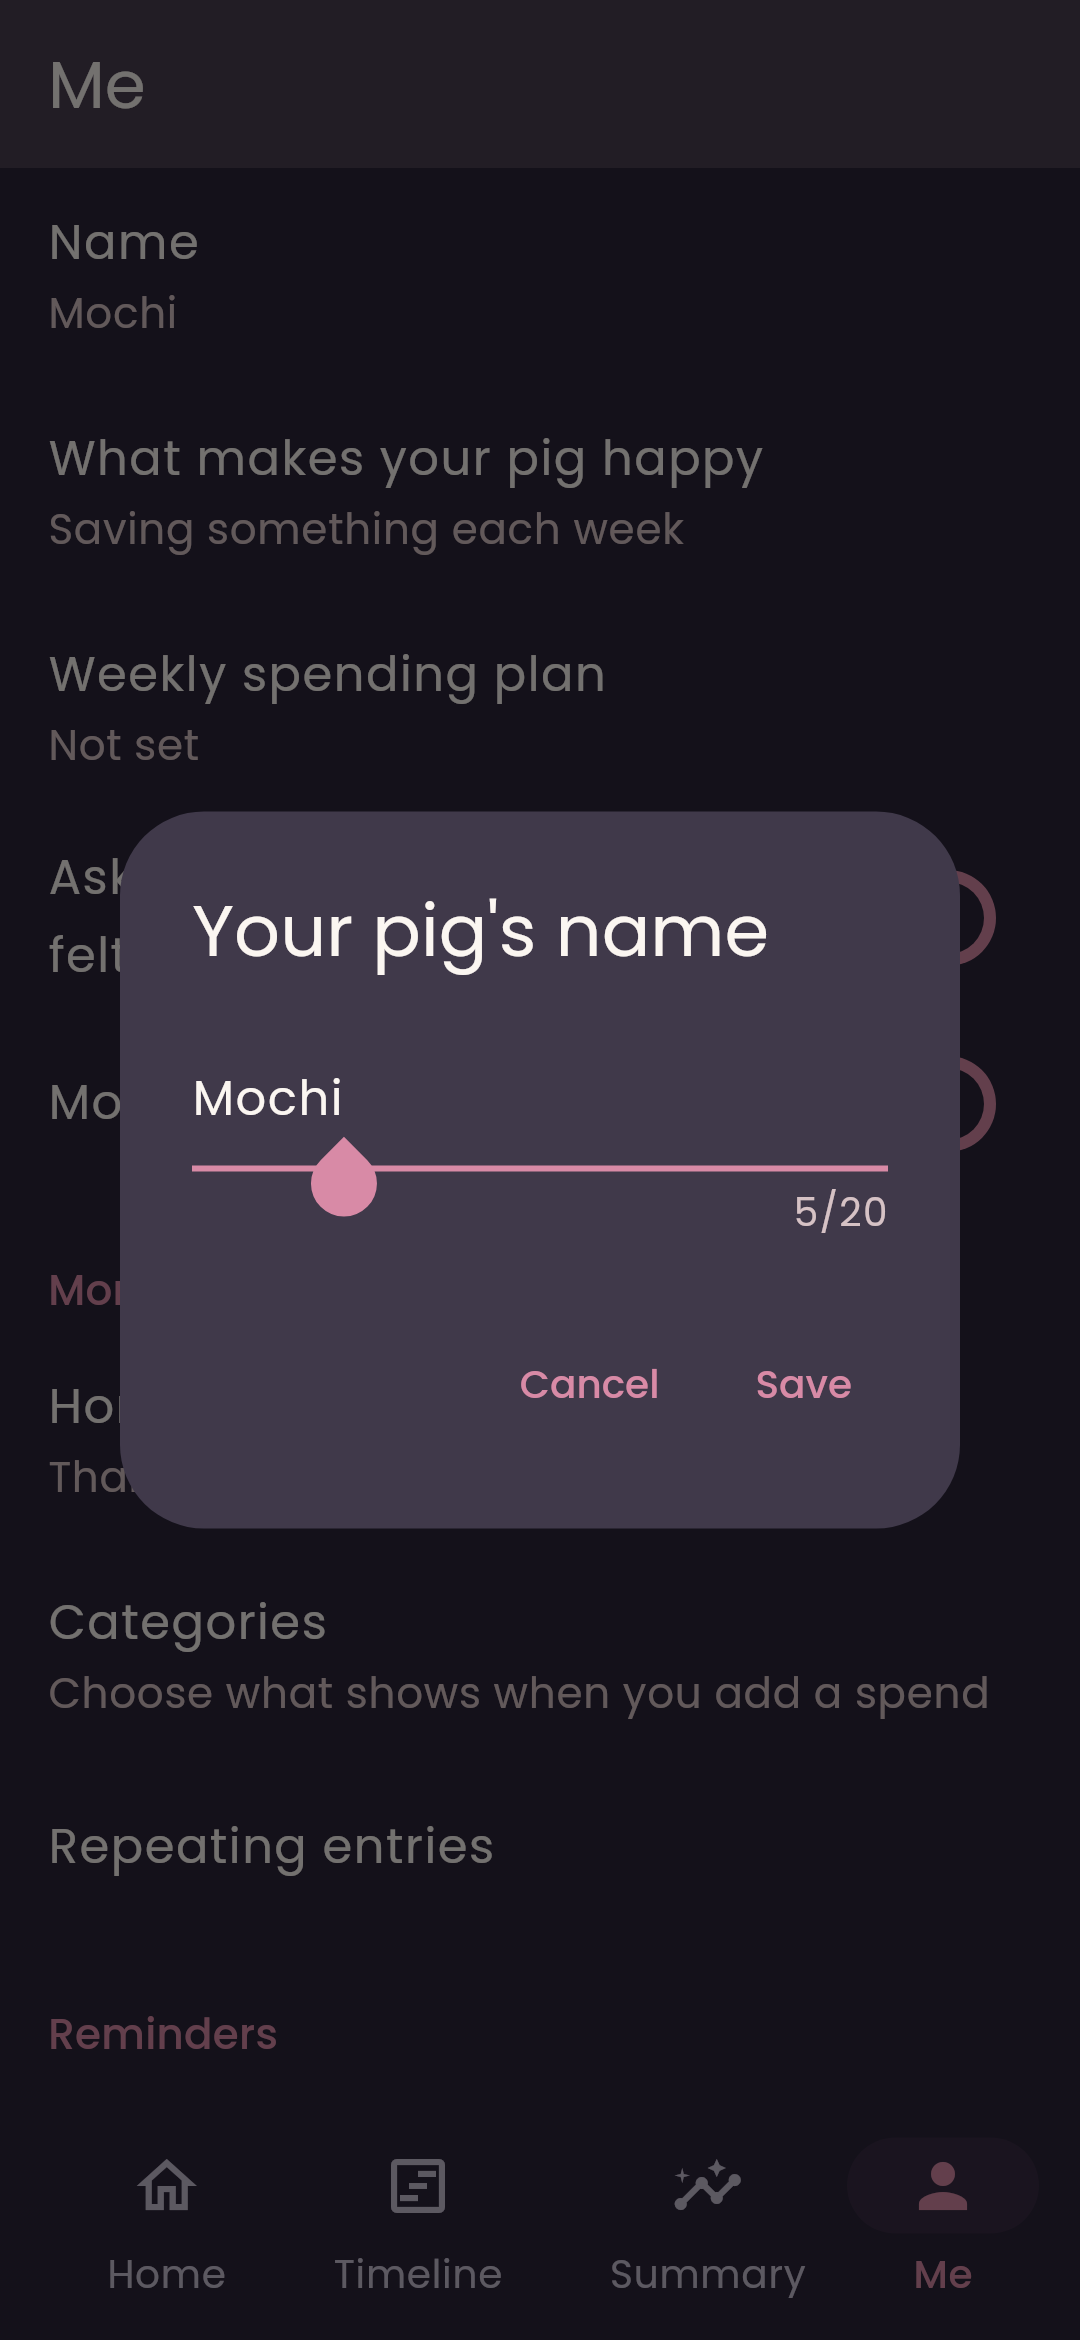 Me
Name
Mochi
What makes your pig happy
Saving something each week
Weekly spending plan
Not set
Ask
felt
Your pig's name
Mochi
5/20
Cancel
Save
Categories
Choose what shows when you add a spend
Repeating entries
Reminders
Home
Timeline
Summary
Me